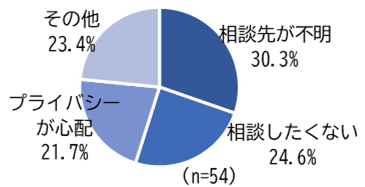 その他
23.4%
相談先が不明
30.3%
プライバシー
が心配
21.7%
相談したくない
24.6%
(n=54)